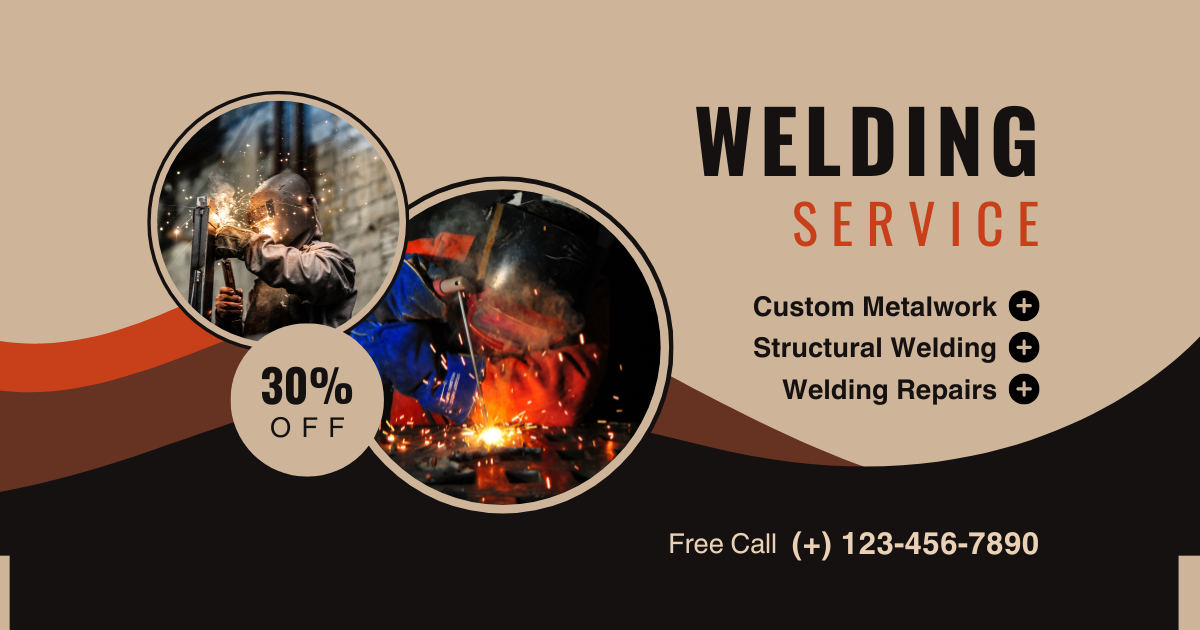 WELDING
SERVICE
Custom Metalwork
Structural Welding
Welding Repairs
30%
OFF
Free Call (+) 123-456-7890